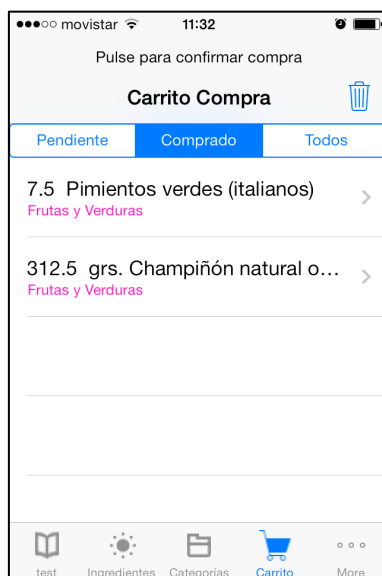 movistar 11:32
Pulse para confirmar compra
Carrito Compra
Pendiente Comprado Todos
7.5 Pimientos verdes (italianos)
Frutas y Verduras
312.5 grs. Champiñón natural o...
Frutas y Verduras
test Ingredientes Categorías Carrito More